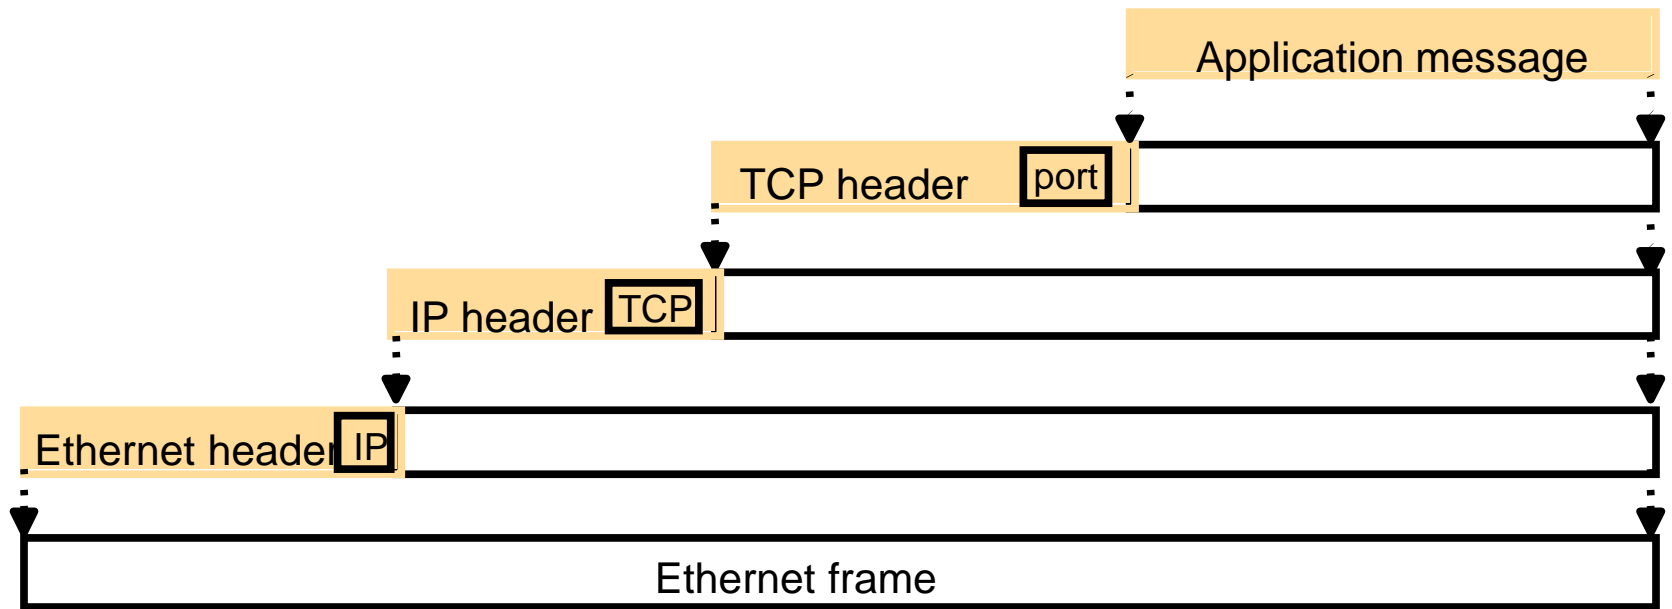 Application message
TCP header port
IP header TCP
Ethernet header IP
Ethernet frame